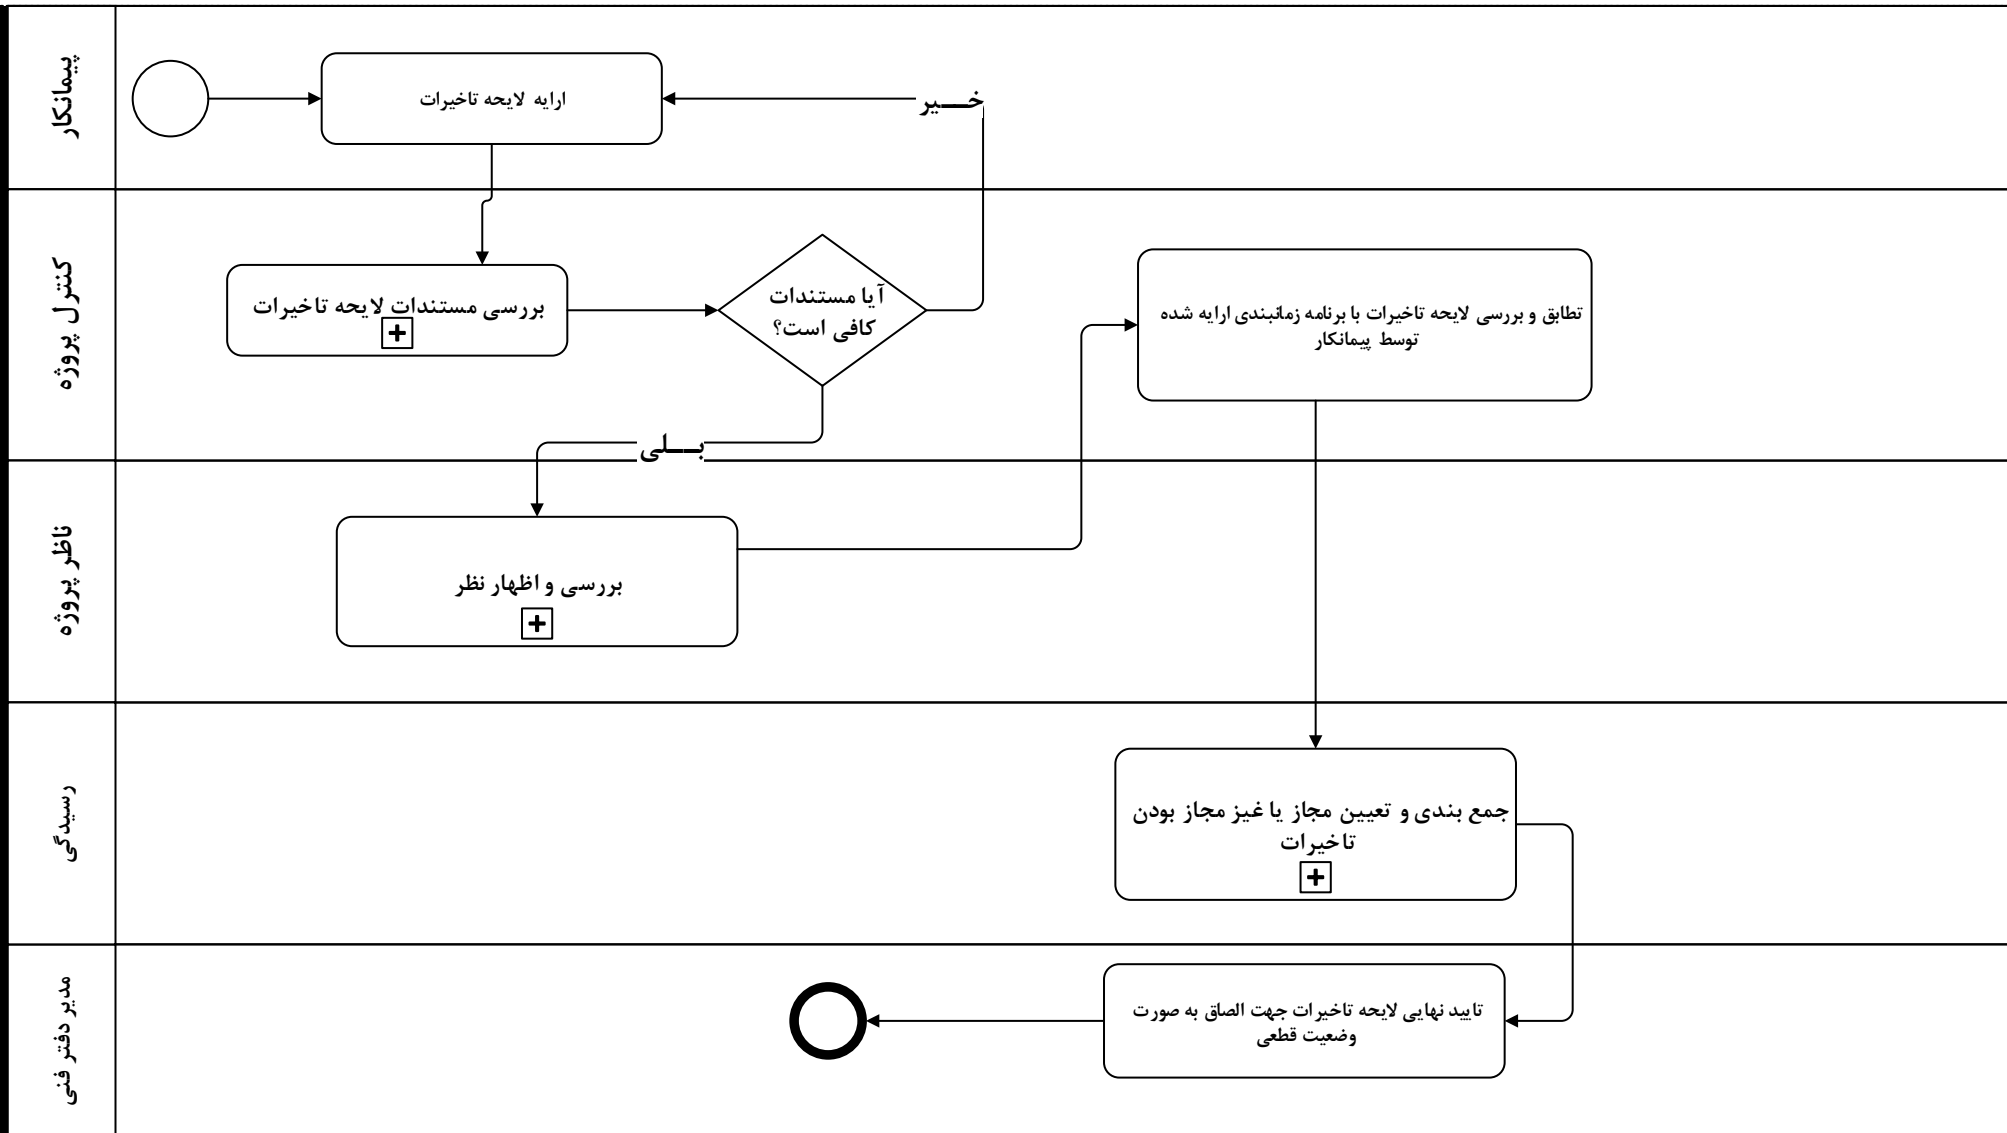 پیمانکار
ارایه لایحه تاخیرات
خـــیر
کنترل پروژه
بررسی مستندات لایحه تاخیرات
آیا مستندات
کافی است؟
تطابق و بررسی لایحه تاخیرات با برنامه زمانبندی ارایه شده
توسط پیمانکار
بـــلی
ناظر پروژه
بررسی و اظهار نظر
رسیدگی
جمع بندی و تعیین مجاز یا غیز مجاز بودن
تاخیرات
مدیر دفتر فنی
تایید نهایی لایحه تاخیرات جهت الصاق به صورت
وضعیت قطعی